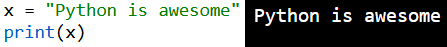 x = "Python is awesome"
print(x)
Python is awesome